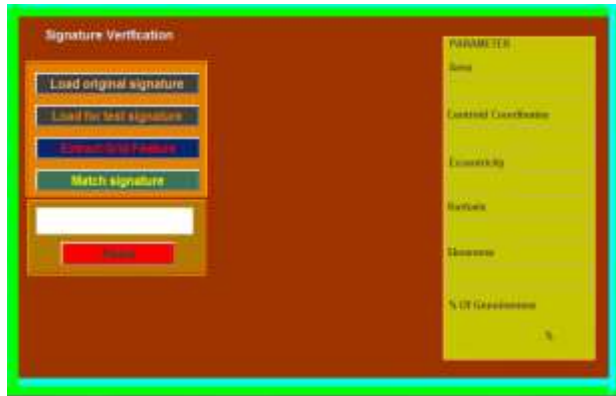 Signature Verification
Load original signature
Load for test signature
Extract Grid Feature
Match signature
PARAMETER
Area
Centroid Coordinates
Eccentricity
Kurtosis
Skewness
% Of Genuineness
%